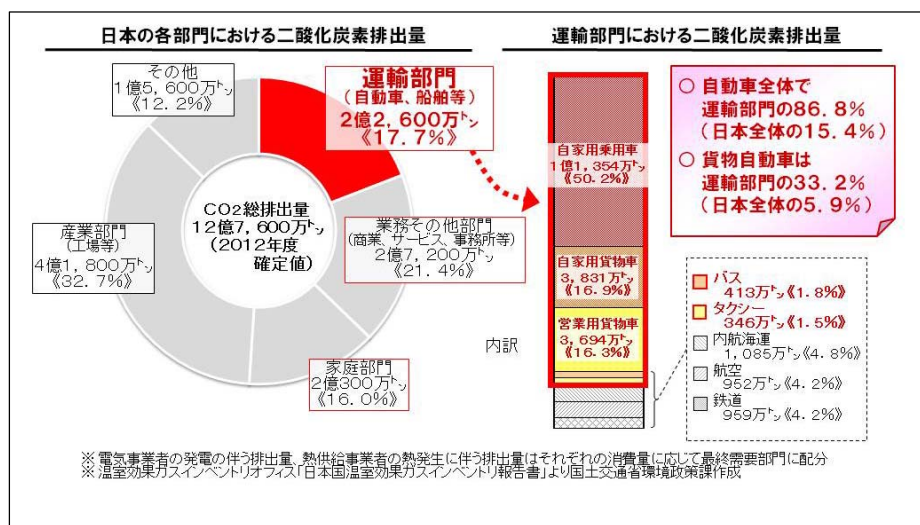 日本の各部門における二酸化炭素排出量
その他
1億5,600万㌧
《12.2%》
運輸部門
(自動車、船舶等)
2億2,600万㌧
《17.7%》
CO2総排出量
12億7,600万㌧
(2012年度
確定値)
産業部門
(工場等)
4億1,800万㌧
《32.7%》
業務その他部門
(商業、サービス、事務所等)
2億7,200万㌧
《21.4%》
家庭部門
2億300万㌧
《16.0%》
運輸部門における二酸化炭素排出量
自家用乗用車
1億1,354万㌧
《50.2%》
自家用貨物車
3,831万㌧
《16.9%》
営業用貨物車
3,694万㌧
《16.3%》
内訳
○ 自動車全体で
運輸部門の86.8%
(日本全体の15.4%)
○ 貨物自動車は
運輸部門の33.2%
(日本全体の5.9%)
バス
413万㌧《1.8%》
タクシー
346万㌧《1.5%》
内航海運
1,085万㌧《4.8%》
航空
952万㌧《4.2%》
鉄道
959万㌧《4.2%》
※ 電気事業者の発電の伴う排出量、熱供給事業者の熱発生に伴う排出量はそれぞれの消費量に応じて最終需要部門に配分
※ 温室効果ガスインベントリオフィス「日本国温室効果ガスインベントリ報告書」より国土交通省環境政策課作成